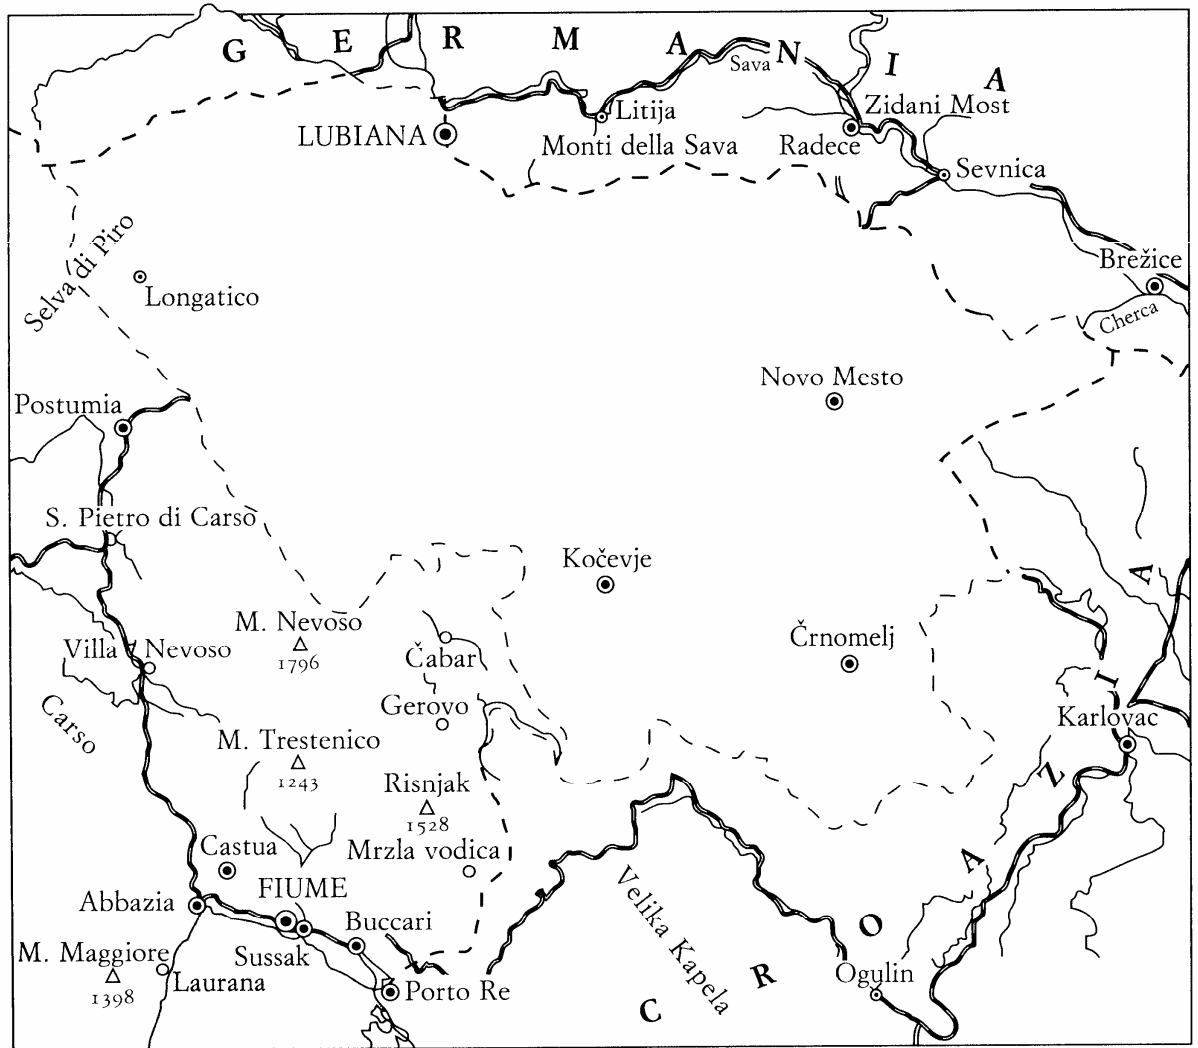 G E R M A N I A
Sava
Zidani Most
Litija
LUBIANA
Monti della Sava
Radece
Sevnica
Selva di Piro
Brežice
Longatico
Cherca
Novo Mesto
Postumia
S. Pietro di Carso
Kočevje
M. Nevoso
1796
Črnomelj
Villa Nevoso
Čabar
Gerovo
Carso
Karlovac
M. Trestenico
1243
Risnjak
1528
Castua
Mrzla vodica
FIUME
Abbazia
Buccari
Velika Kapela
M. Maggiore
1398
Sussak
Laurana
Porto Re
Ogulin
C R O A Z I A